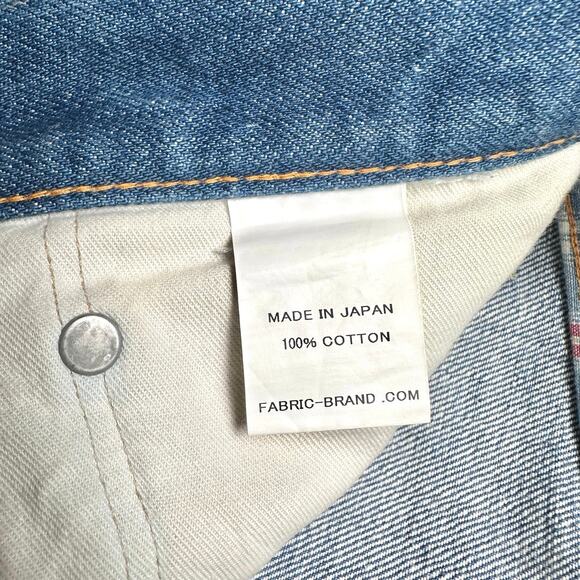 MADE IN JAPAN
100% COTTON
FABRIC-BRAND .COM